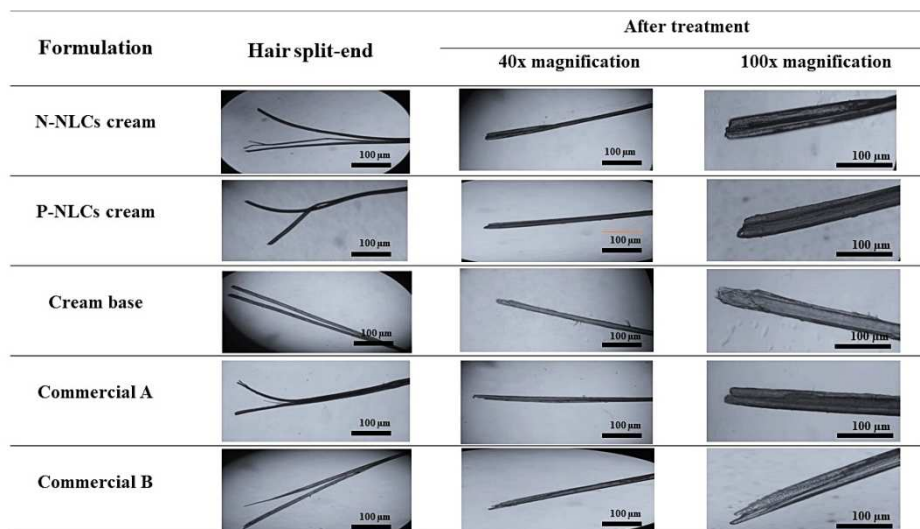 After treatment
Formulation Hair split-end
40x magnification 100x magnification
N-NLCs cream
100 µm 100 µm 100 µm
P-NLCs cream
100 µm 100 µm 100 µm
Cream base
100 µm 100 µm 100 µm
Commercial A
100 µm 100 µm 100 µm
Commercial B
100 µm 100 µm 100 µm